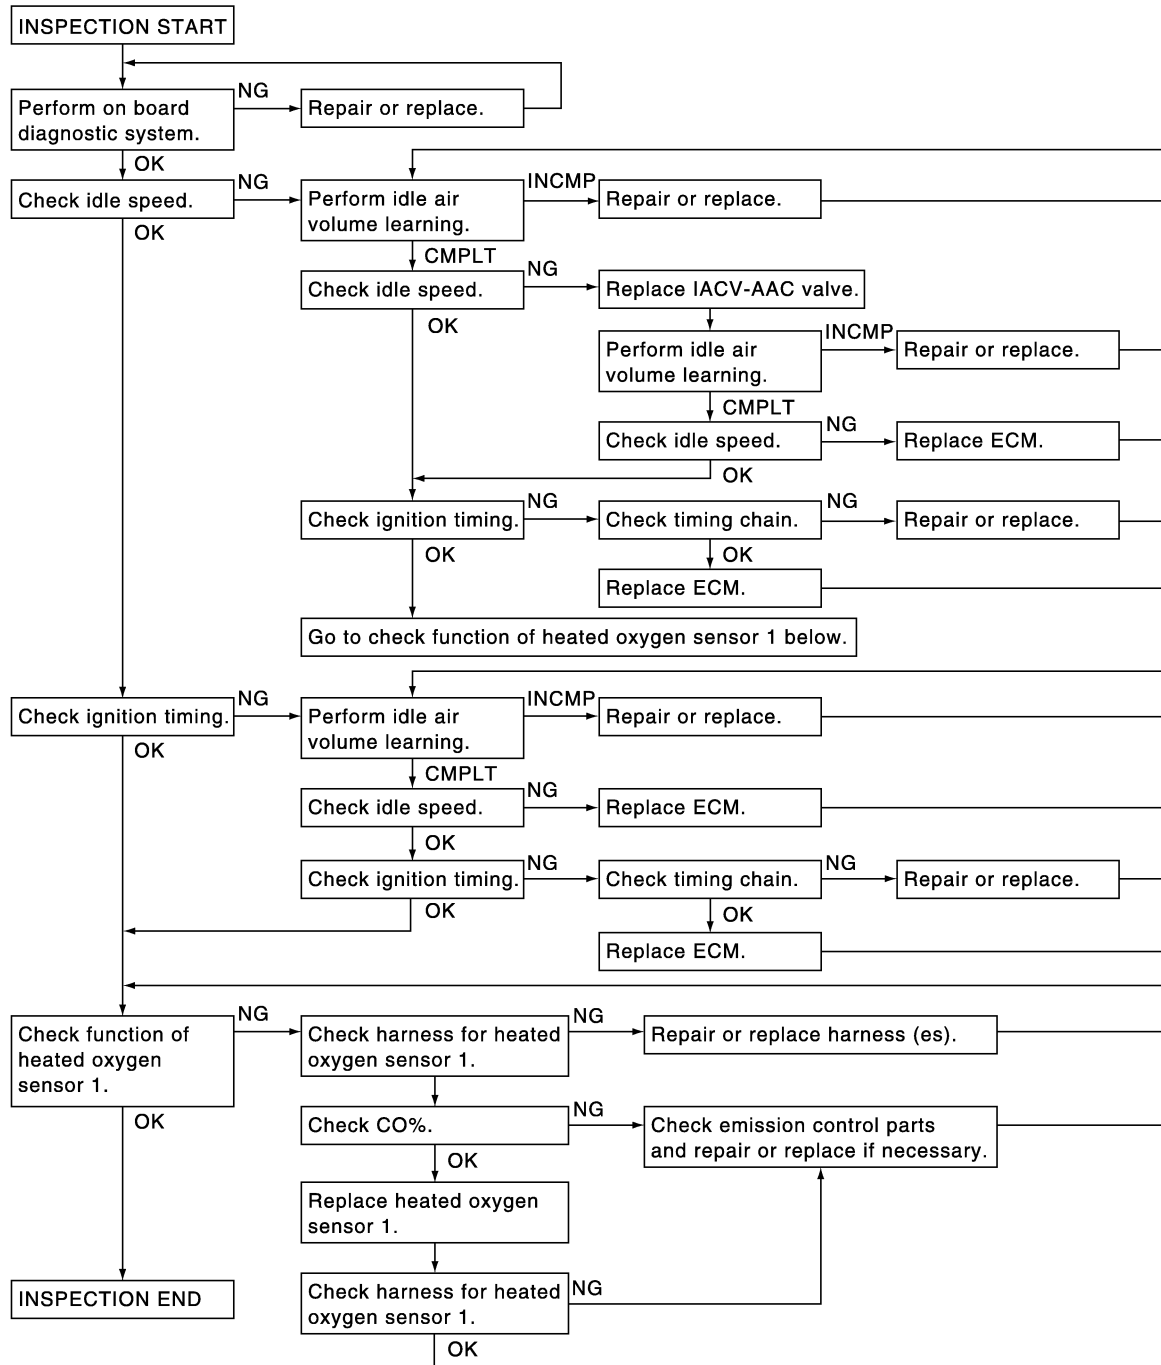 INSPECTION START
NG
Perform on board
diagnostic system.
Repair or replace.
OK
Check idle speed.
NG
Perform idle air
volume learning.
INCMP
Repair or replace.
OK
CMPLT
Check idle speed.
NG
Replace IACV-AAC valve.
OK
Perform idle air
volume learning.
INCMP
Repair or replace.
CMPLT
Check idle speed.
NG
Replace ECM.
OK
Check ignition timing.
NG
Check timing chain.
NG
Repair or replace.
OK
OK
Replace ECM.
Go to check function of heated oxygen sensor 1 below.
Check ignition timing.
NG
Perform idle air
volume learning.
INCMP
Repair or replace.
OK
CMPLT
Check idle speed.
NG
Replace ECM.
OK
Check ignition timing.
NG
Check timing chain.
NG
Repair or replace.
OK
OK
Replace ECM.
Check function of
heated oxygen
sensor 1.
NG
Check harness for heated
oxygen sensor 1.
NG
Repair or replace harness (es).
OK
Check CO%.
NG
Check emission control parts
and repair or replace if necessary.
OK
Replace heated oxygen
sensor 1.
INSPECTION END
Check harness for heated
oxygen sensor 1.
NG
OK